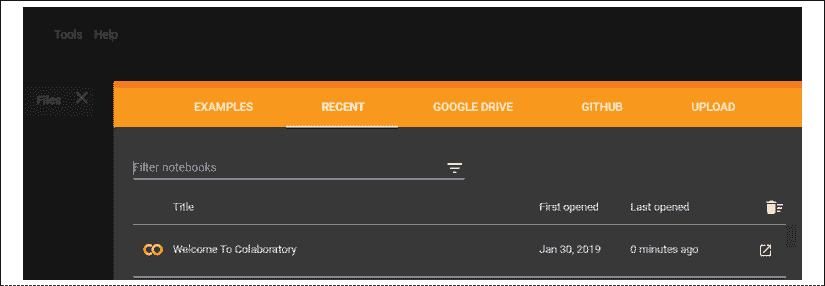 Tools Help
Files
EXAMPLES RECENT GOOGLE DRIVE GITHUB UPLOAD
Filter notebooks
Title First opened Last opened
Welcome To Colaboratory Jan 30, 2019 0 minutes ago